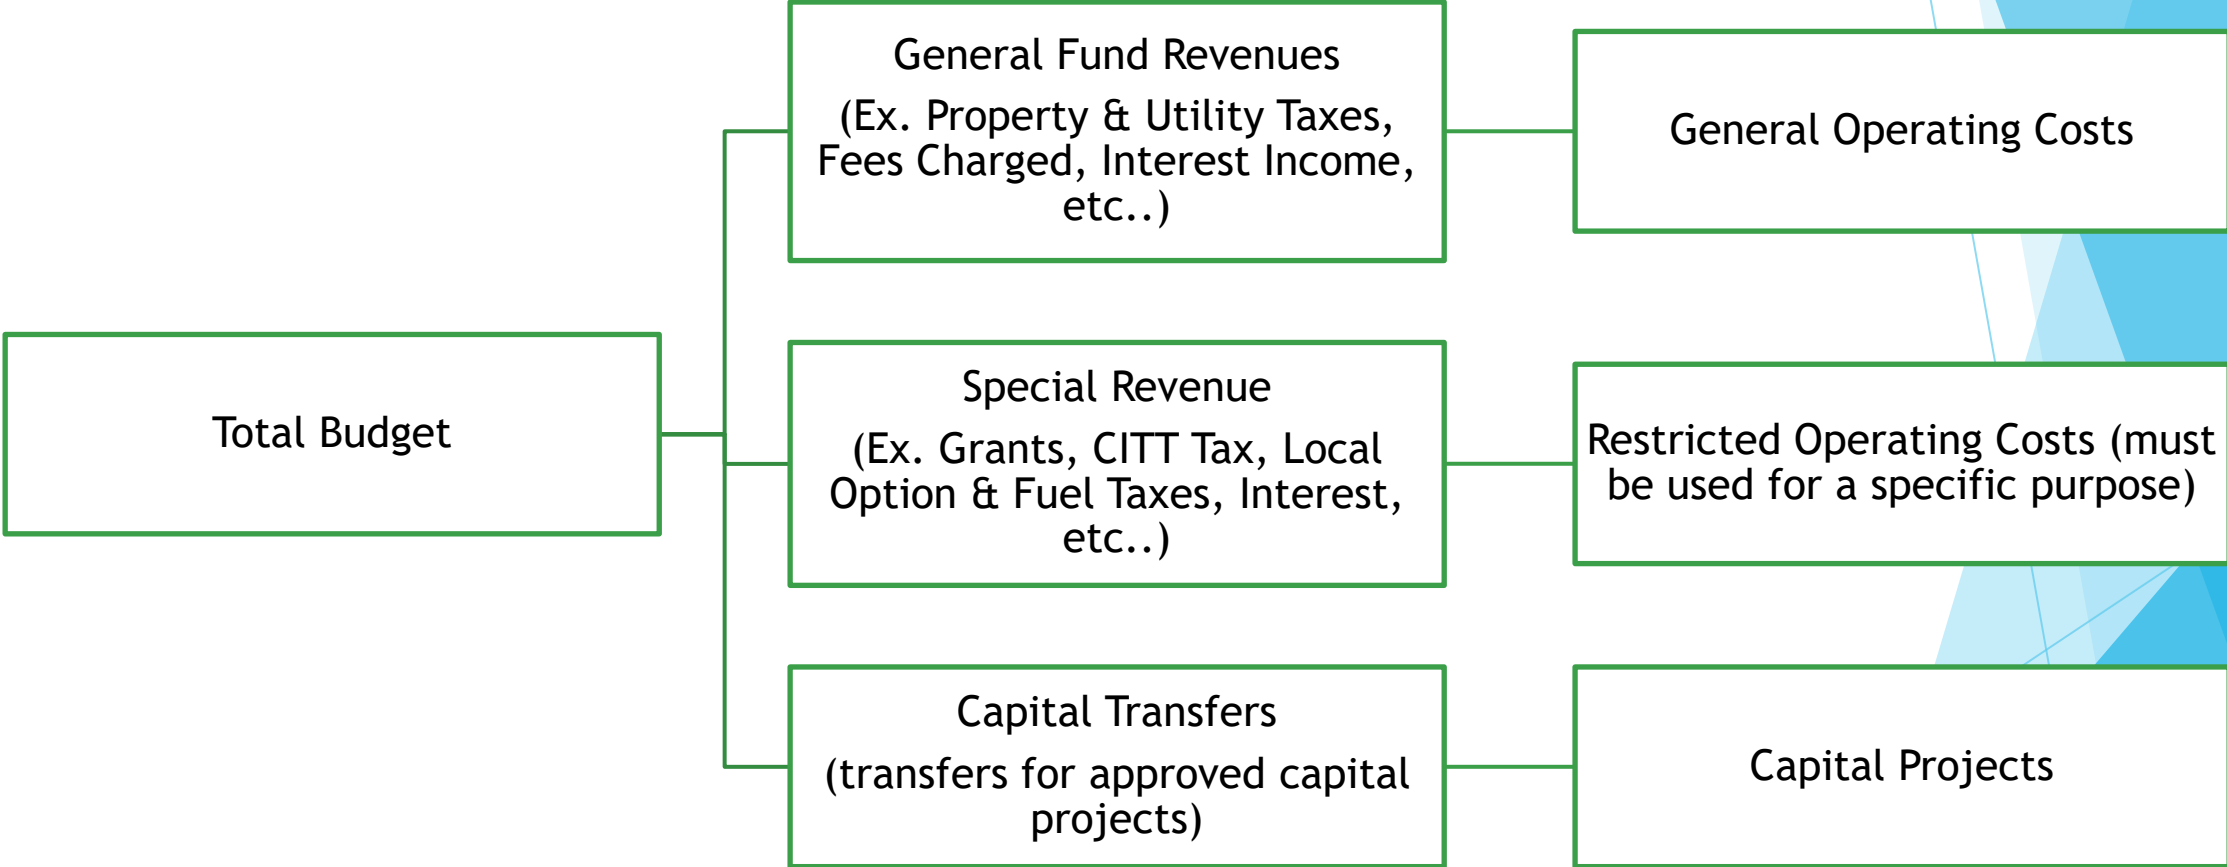 General Fund Revenues
(Ex. Property & Utility Taxes,
Fees Charged, Interest Income,
etc..)
General Operating Costs
Total Budget
Special Revenue
(Ex. Grants, CITT Tax, Local
Option & Fuel Taxes, Interest,
etc..)
Restricted Operating Costs (must
be used for a specific purpose)
Capital Transfers
(transfers for approved capital
projects)
Capital Projects